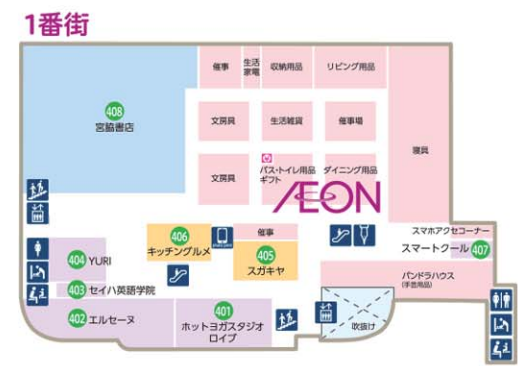 1番街
催事
生活
家電
収納用品
リビング用品
408
宮脇書店
文房具
生活雑貨
催事場
寝具
文房具
バス・トイレ用品
ギフト
ダイニング用品
ÆON
406
キッチングルメ
催事
405
スガキヤ
スマホアクセコーナー
スマートクール 407
404 YURI
パンドラハウス
(手芸用品)
403 セイハ英語学院
402 エルセーヌ
401
ホットヨガスタジオ
ロイブ
吹抜け